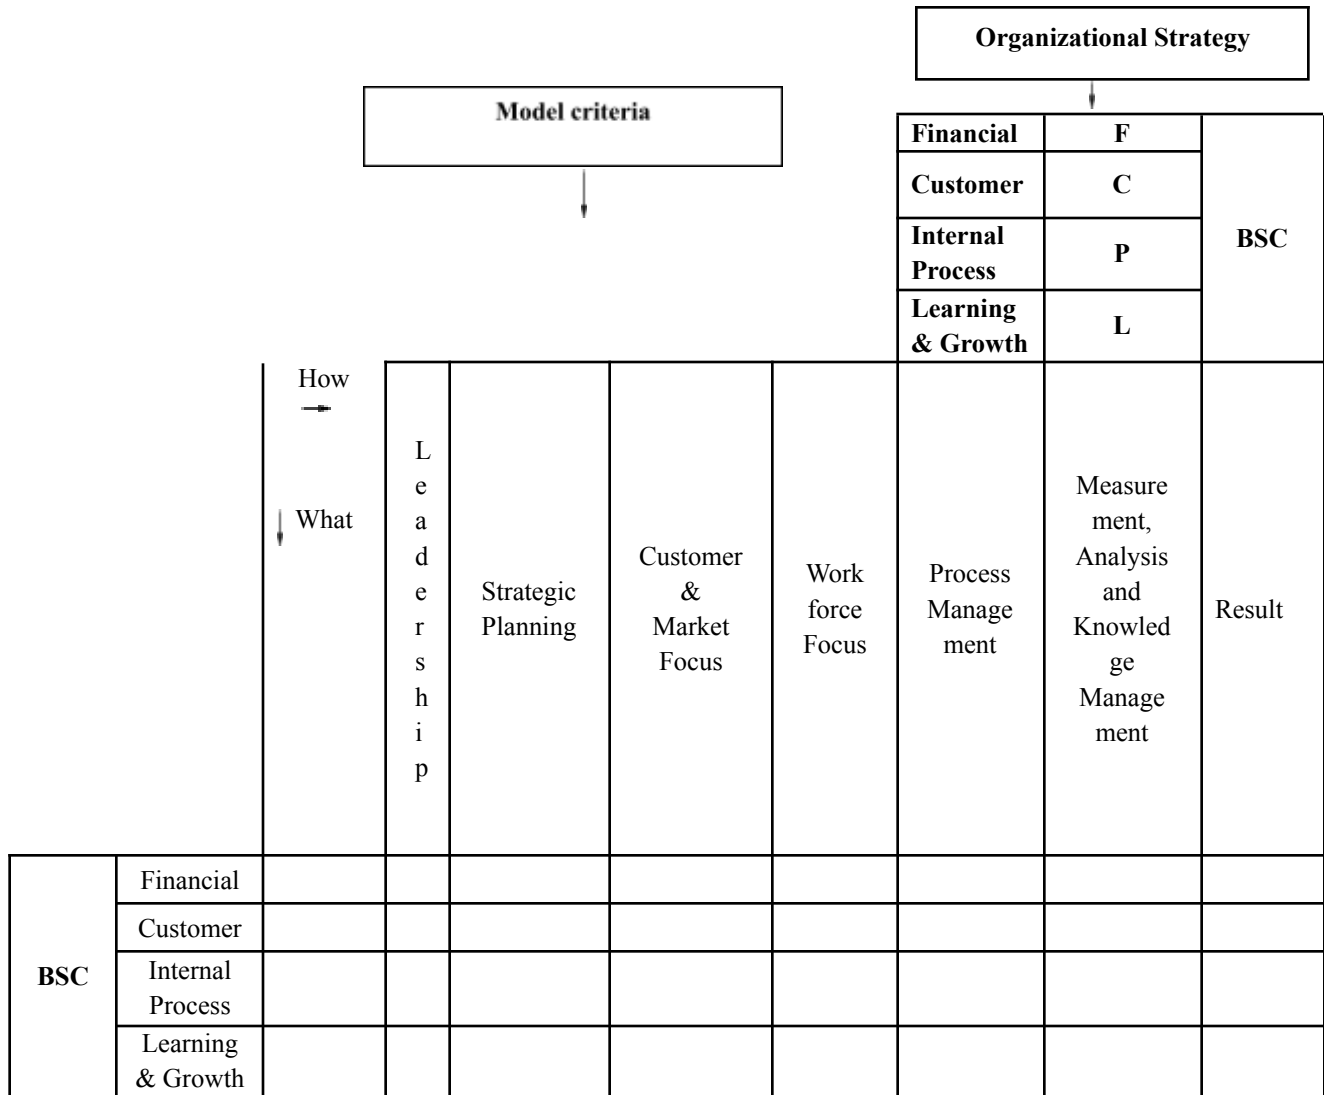 Organizational Strategy
Model criteria
Financial F
Customer C
Internal
Process
P
Learning
& Growth
L
BSC
How
What
L
e
a
d
e
r
s
h
i
p
Strategic
Planning
Customer
&
Market
Focus
Work
force
Focus
Process
Manage
ment
Measure
ment,
Analysis
and
Knowled
ge
Manage
ment
Result
BSC
Financial
Customer
Internal
Process
Learning
& Growth